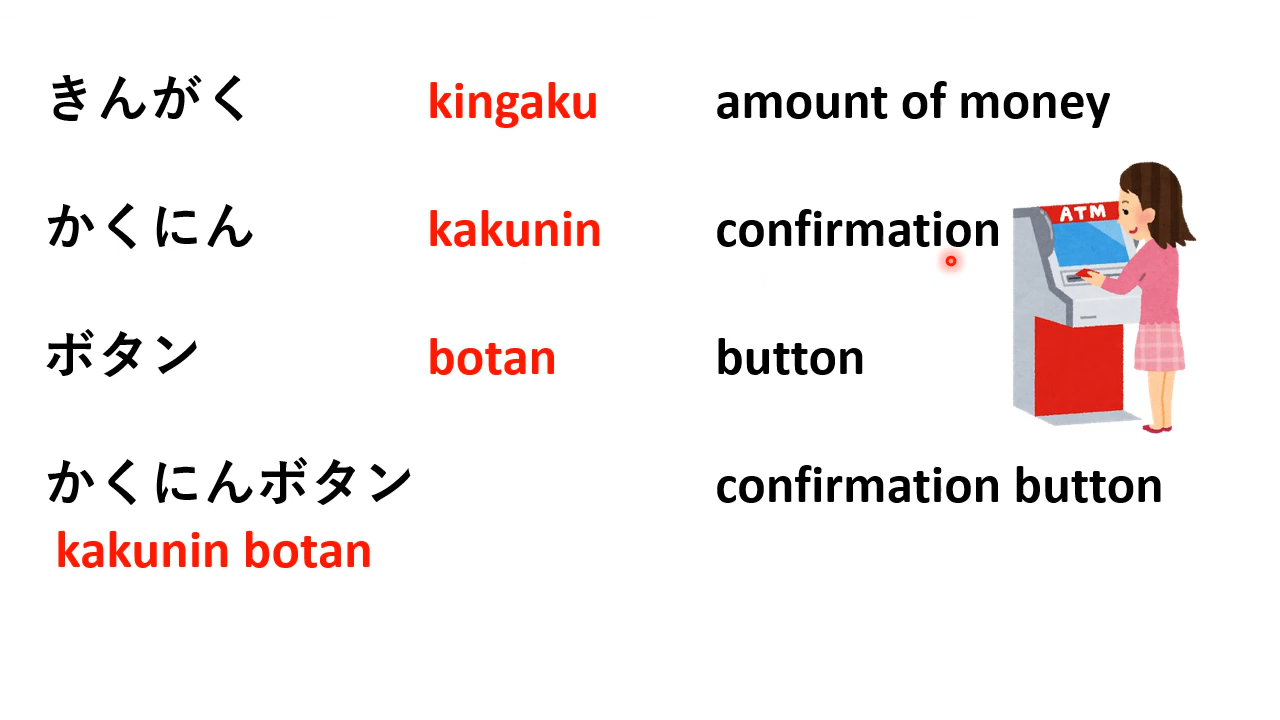 きんがく kingaku amount of money
ATM
かくにん kakunin confirmation
ボタン botan button
かくにんボタン confirmation button
kakunin botan